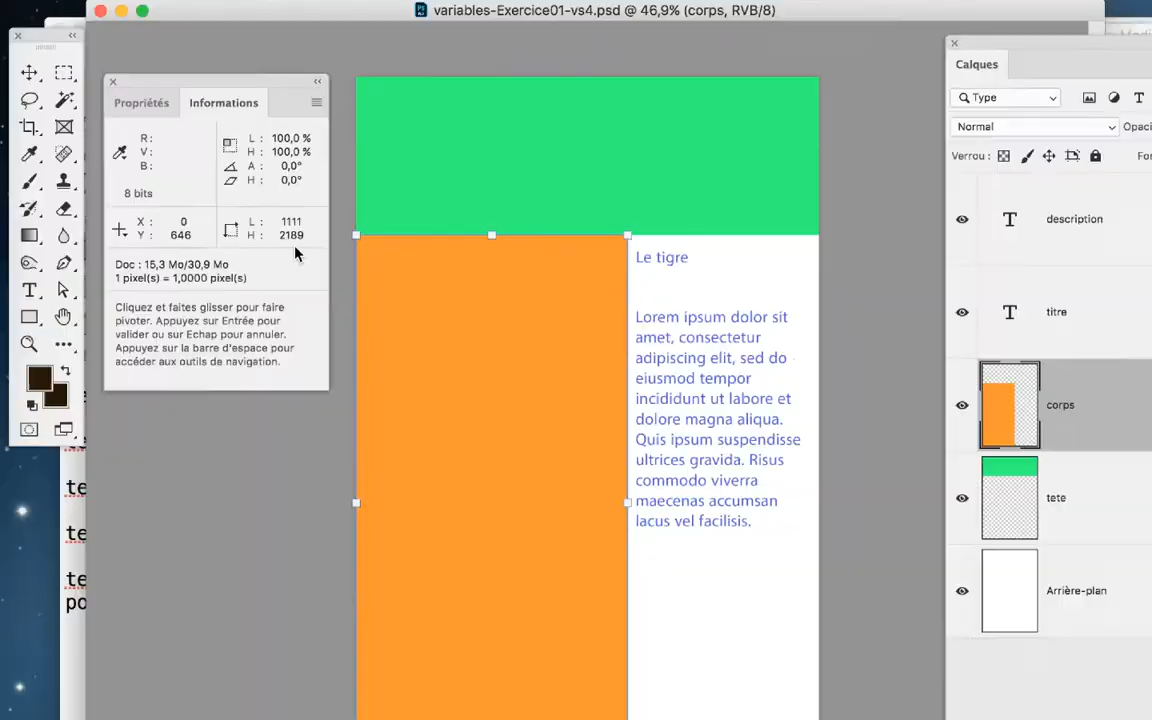 variables-Exercice01-vs4.psd @ 46,9% (corps, RVB/8)
Propriétés
Informations
R:
V:
B:
8 bits
L : 100,0 %
H : 100,0 %
A : 0,0°
H : 0,0°
X : 0
Y : 646
L : 1111
H : 2189
Doc : 15,3 Mo/30,9 Mo
1 pixel(s) = 1,0000 pixel(s)
Cliquez et faites glisser pour faire
pivoter. Appuyez sur Entrée pour
valider ou sur Echap pour annuler.
Appuyez sur la barre d'espace pour
accéder aux outils de navigation.
Le tigre
Lorem ipsum dolor sit
amet, consectetur
adipiscing elit, sed do
eiusmod tempor
incididunt ut labore et
dolore magna aliqua.
Quis ipsum suspendisse
ultrices gravida. Risus
commodo viverra
maecenas accumsan
lacus vel facilisis.
Calques
Type
Normal
Opaci
Verrou :
Fo
description
titre
corps
tete
Arrière-plan
te
te
te
po